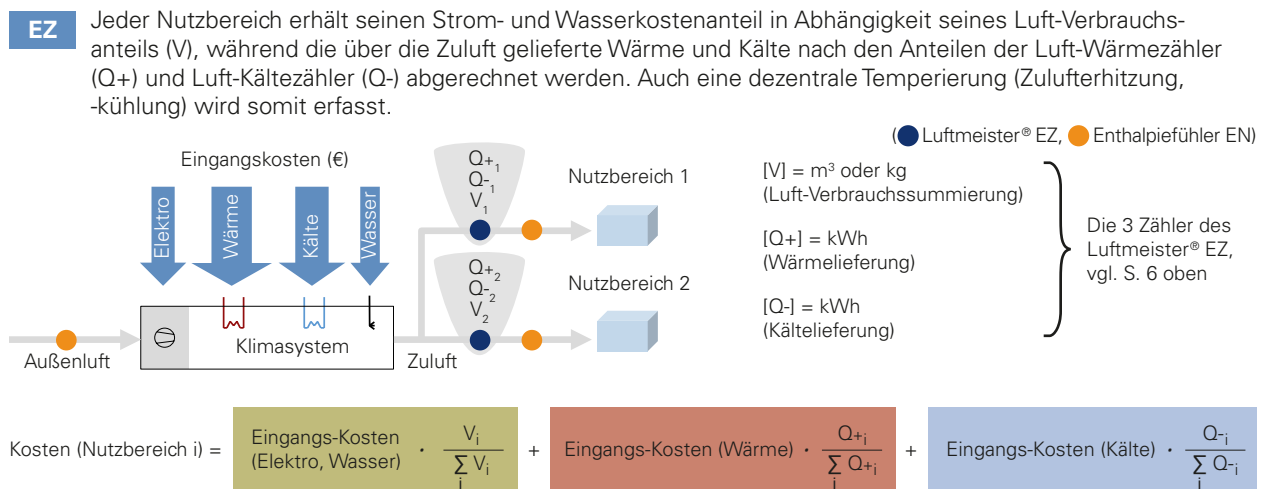 EZ
Jeder Nutzbereich erhält seinen Strom- und Wasserkostenanteil in Abhängigkeit seines Luft-Verbrauchs-
anteils (V), während die über die Zuluft gelieferte Wärme und Kälte nach den Anteilen der Luft-Wärmezähler
(Q+) und Luft-Kältezähler (Q-) abgerechnet werden. Auch eine dezentrale Temperierung (Zulufterhitzung,
-kühlung) wird somit erfasst.
(Luftmeister® EZ, Enthalpiefühler EN)
Eingangskosten (€)
Elektro
Wärme
Kälte
Wasser
Q+1
Q-1
V1
Nutzbereich 1
Q+2
Q-2
V2
Nutzbereich 2
Außenluft
Klimasystem
Zuluft
[V] = m³ oder kg
(Luft-Verbrauchssummierung)
[Q+] = kWh
(Wärmelieferung)
[Q-] = kWh
(Kältelieferung)
Die 3 Zähler des
Luftmeister® EZ,
vgl. S. 6 oben
Kosten (Nutzbereich i) =
Eingangs-Kosten
(Elektro, Wasser)
·
Vi
∑ Vi
i
+
Eingangs-Kosten (Wärme) ·
Q+i
∑ Q+i
i
+
Eingangs-Kosten (Kälte) ·
Q-i
∑ Q-i
i